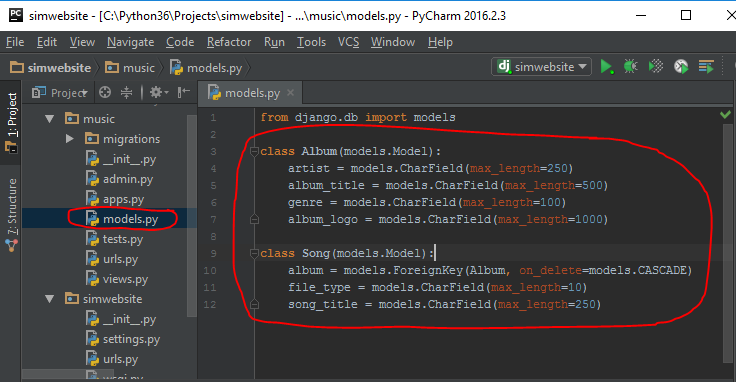 simwebsite - [C:\Python36\Projects\simwebsite] - ...\music\models.py - PyCharm 2016.2.3
File Edit View Navigate Code Refactor Run Tools VCS Window Help
simwebsite music models.py simwebsite
1: Project
Project
models.py
music
migrations
__init__.py
admin.py
apps.py
models.py
tests.py
urls.py
views.py
simwebsite
__init__.py
settings.py
urls.py
wsgi.py
7: Structure
1 from django.db import models
2
3 class Album(models.Model):
4 artist = models.CharField(max_length=250)
5 album_title = models.CharField(max_length=500)
6 genre = models.CharField(max_length=100)
7 album_logo = models.CharField(max_length=1000)
8
9 class Song(models.Model):
10 album = models.ForeignKey(Album, on_delete=models.CASCADE)
11 file_type = models.CharField(max_length=10)
12 song_title = models.CharField(max_length=250)